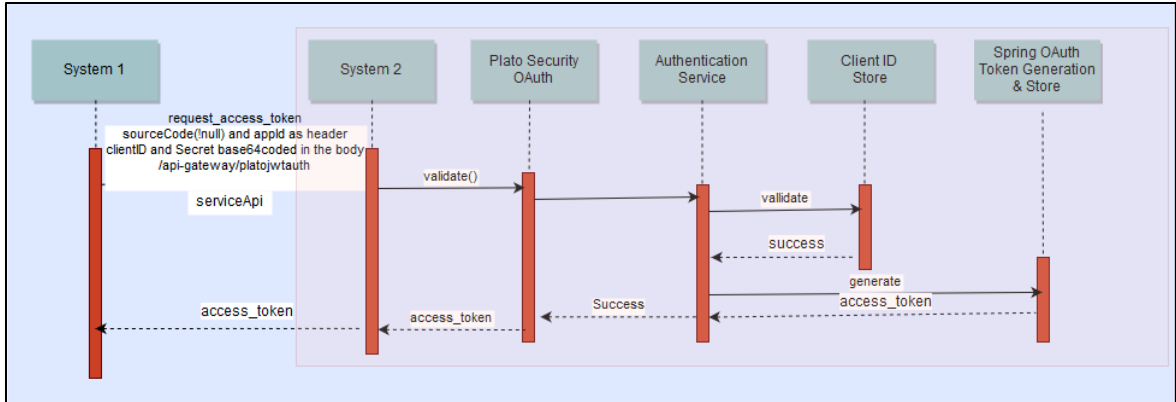 System 1
System 2
Plato Security
OAuth
Authentication
Service
Client ID
Store
Spring OAuth
Token Generation
& Store
request_access_token
sourceCode(!null) and appId as header
clientID and Secret base64coded in the body
/api-gateway/platojwtauth
serviceApi
validate()
vallidate
success
generate
access_token
Success
access_token
access_token